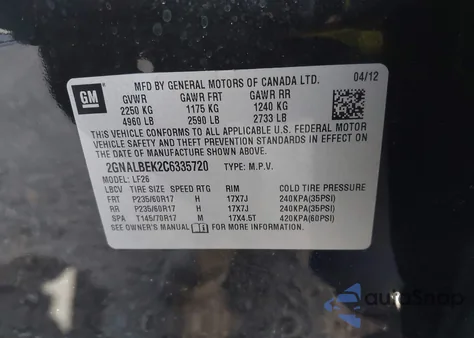 GM
MFD BY GENERAL MOTORS OF CANADA LTD. 04/12
GVWR GAWR FRT GAWR RR
2250 KG 1175 KG 1240 KG
4960 LB 2590 LB 2733 LB
THIS VEHICLE CONFORMS TO ALL APPLICABLE U.S. FEDERAL MOTOR
VEHICLE SAFETY, BUMPER, AND THEFT PREVENTION STANDARDS
IN EFFECT ON THE DATE OF MANUFACTURE SHOWN ABOVE.
2GNALBEK2C6335720 TYPE: M.P.V.
MODEL: LF26
LBCV TIRE SIZE SPEED RTG RIM COLD TIRE PRESSURE
FRT P235/60R17 H 17X7J 240KPA(35PSI)
RR P235/60R17 H 17X7J 240KPA(35PSI)
SPA T145/70R17 M 17X4.5T 420KPA(60PSI)
SEE OWNER'S MANUAL FOR MORE INFORMATION
autoSnap